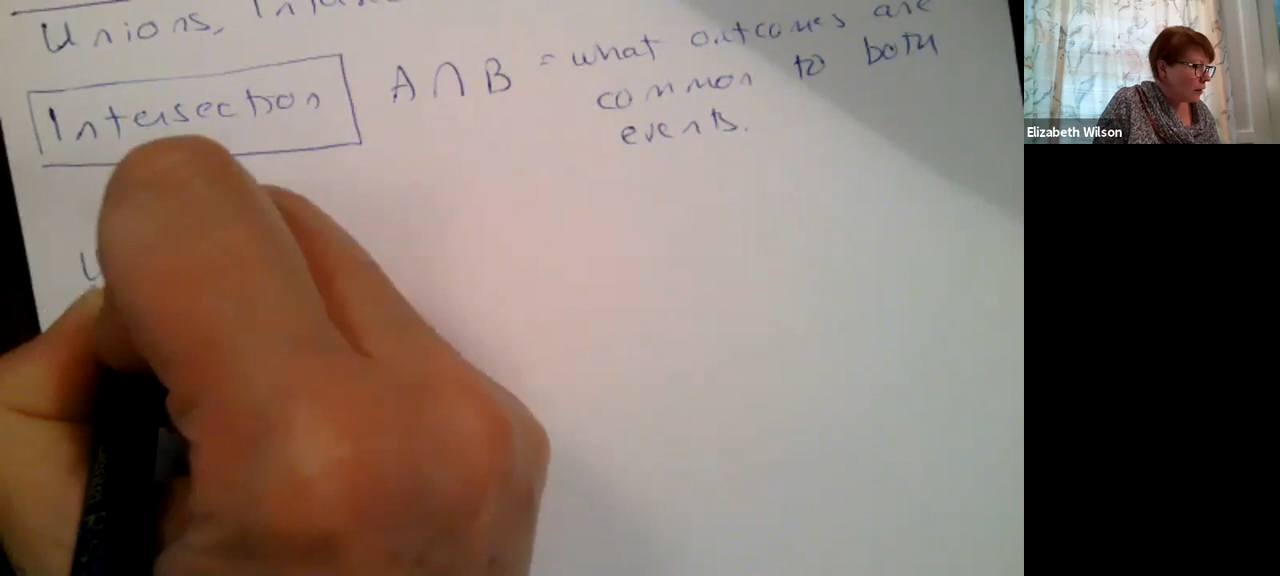 Unions,
Intersection A∩B = what outcomes are
common to both
events.
U
Elizabeth Wilson